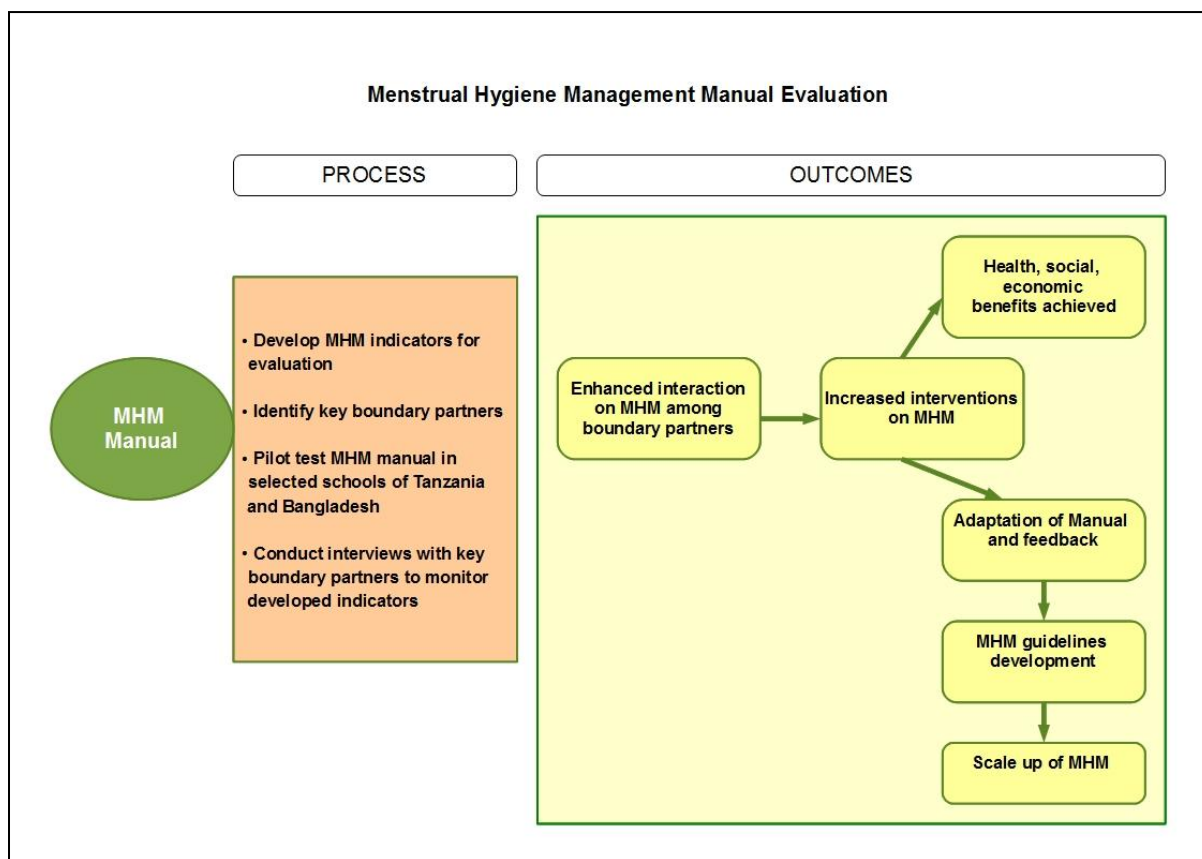 Menstrual Hygiene Management Manual Evaluation
PROCESS
OUTCOMES
MHM
Manual
• Develop MHM indicators for
evaluation
• Identify key boundary partners
• Pilot test MHM manual in
selected schools of Tanzania
and Bangladesh
• Conduct interviews with key
boundary partners to monitor
developed indicators
Enhanced interaction
on MHM among
boundary partners
Increased interventions
on MHM
Health, social,
economic
benefits achieved
Adaptation of Manual
and feedback
MHM guidelines
development
Scale up of MHM